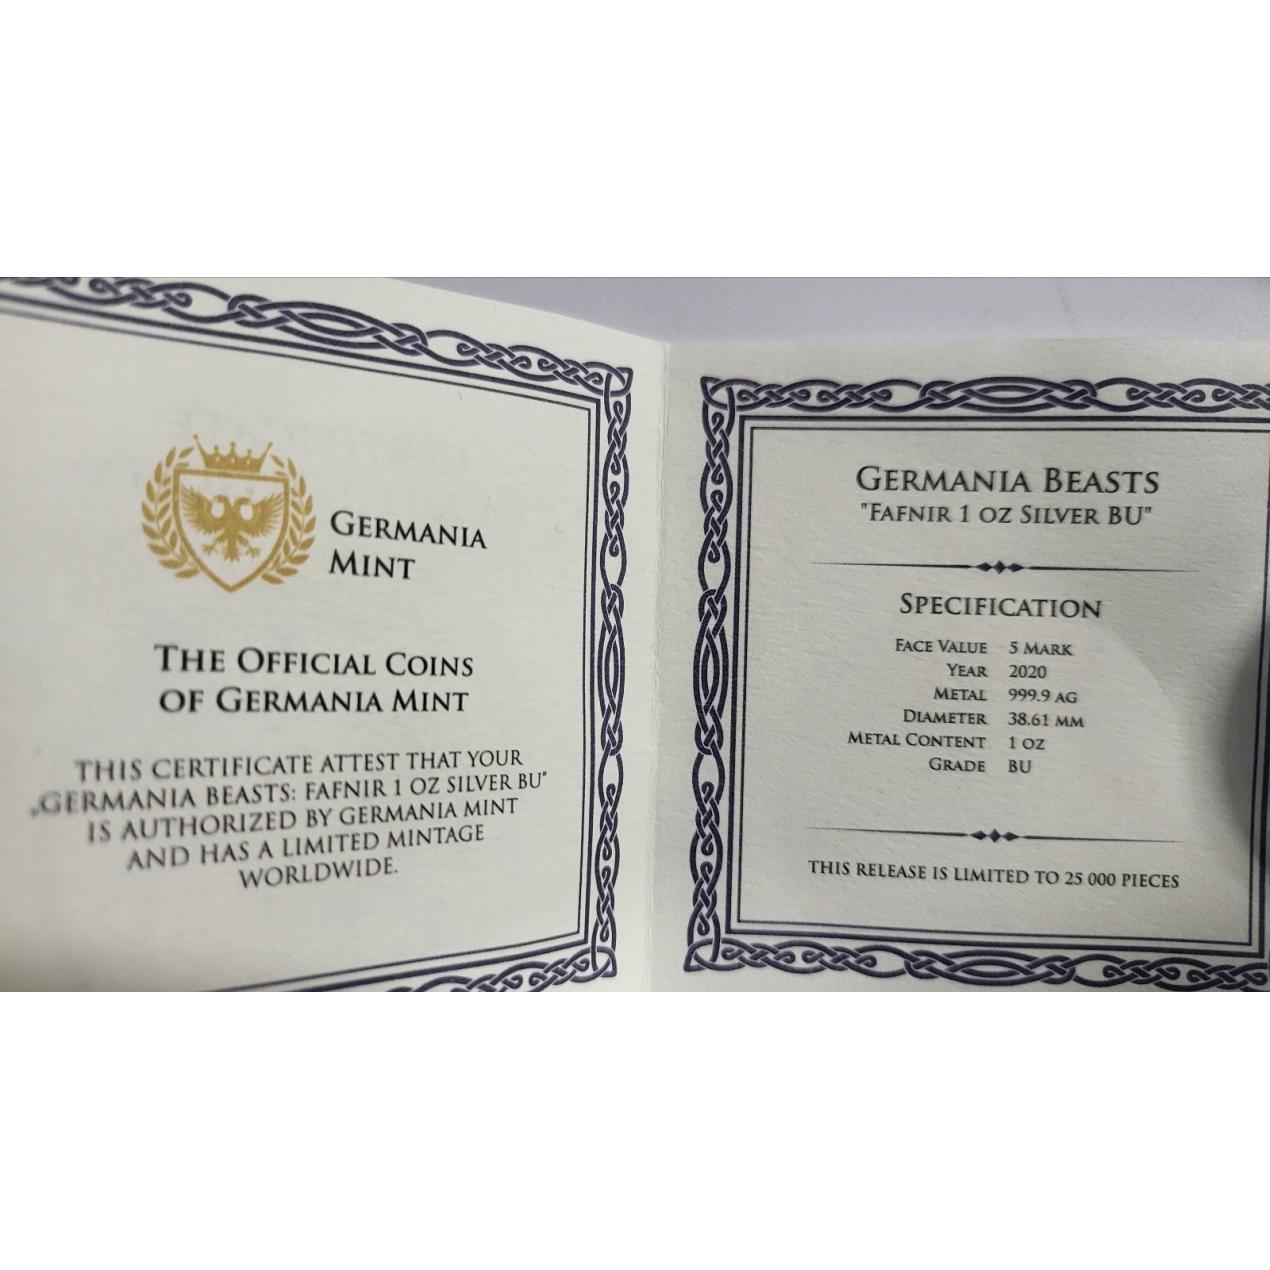 GERMANIA
MINT
THE OFFICIAL COINS
OF GERMANIA MINT
THIS CERTIFICATE ATTEST THAT YOUR
„GERMANIA BEASTS: FAFNIR 1 OZ SILVER BU"
IS AUTHORIZED BY GERMANIA MINT
AND HAS A LIMITED MINTAGE
WORLDWIDE.
GERMANIA BEASTS
"FAFNIR 1 OZ SILVER BU"
SPECIFICATION
FACE VALUE 5 MARK
YEAR 2020
METAL 999.9 AG
DIAMETER 38.61 MM
METAL CONTENT 1 OZ
GRADE BU
THIS RELEASE IS LIMITED TO 25 000 PIECES